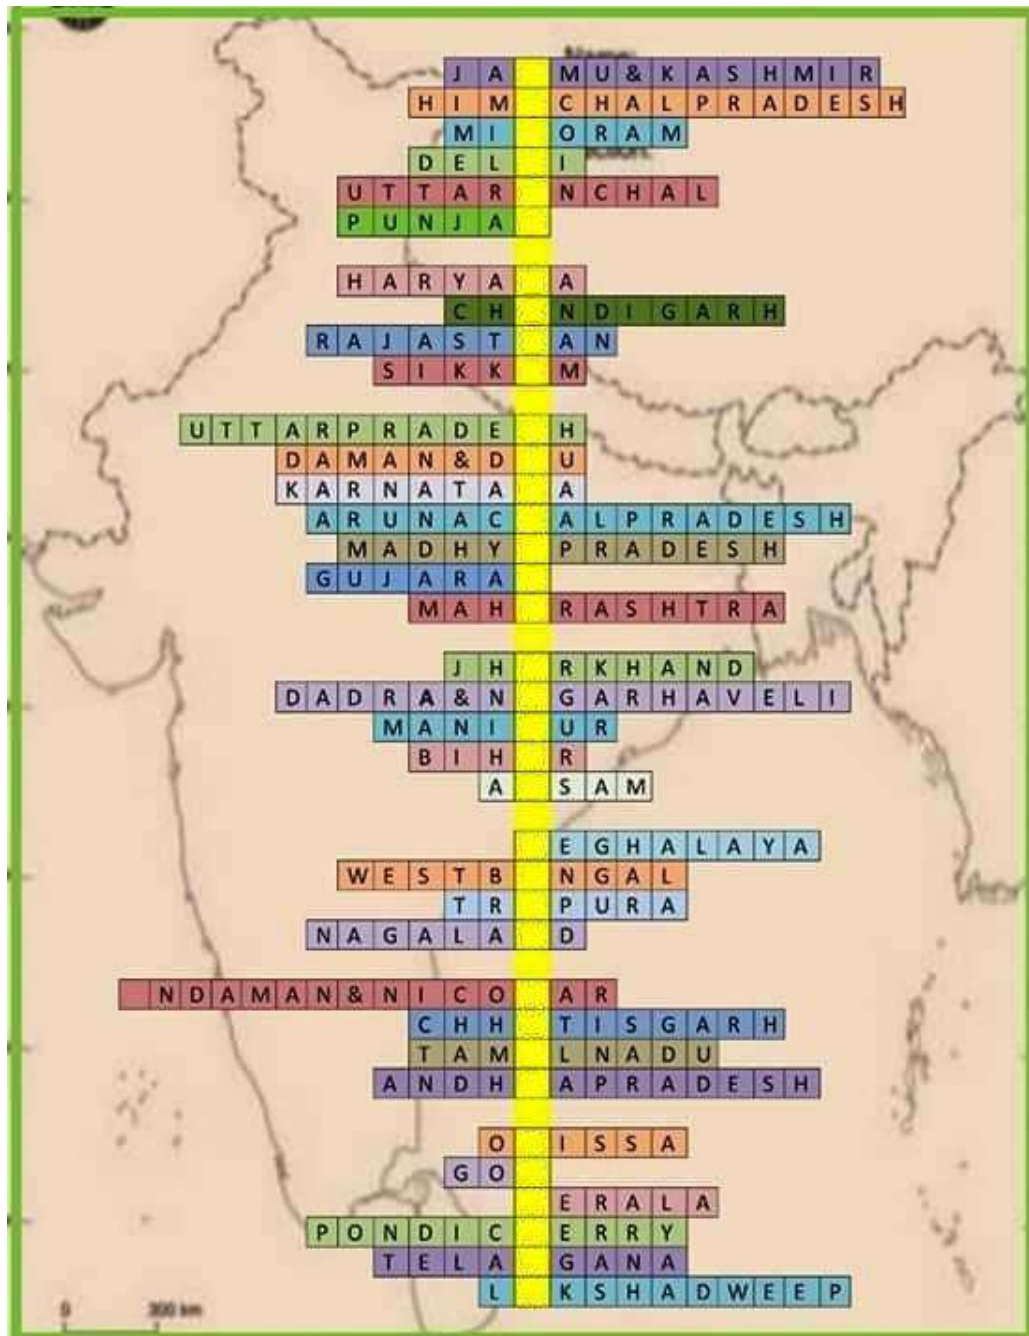 JA MU&KASHMIR
HIM CHALPRADESH
MI ORAM
DEL I
UTTAR NCHAL
PUNJA
HARYA A
CH NDIGARH
RAJAST AN
SIKK M
UTTARPRADE H
DAMAN&D U
KARNATA A
ARUNAC ALPRADESH
MADHY PRADESH
GUJARA
MAH RASHTRA
JH RKHAND
DADRA&N GARHAVELI
MANI UR
BIH R
A SAM
EGHALAYA
WESTB NGAL
TR PURA
NAGALA D
NDAMAN&NICO AR
CHH TISGARH
TAM LNADU
ANDH APRADESH
O ISSA
GO
ERALA
PONDIC ERRY
TELA GANA
L KSHADWEEP
0 300 km